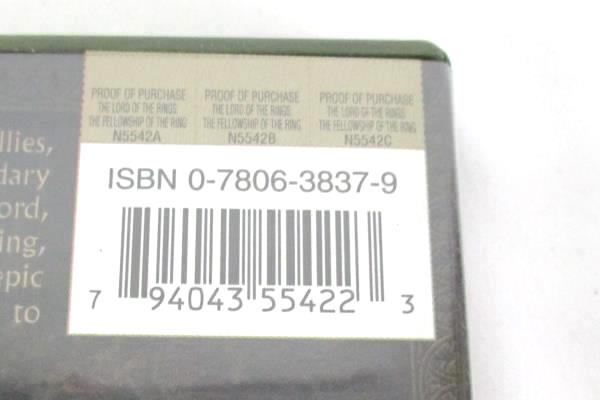 PROOF OF PURCHASE PROOF OF PURCHASE PROOF OF PURCHASE
THE LORD OF THE RINGS THE LORD OF THE RINGS THE LORD OF THE RINGS
THE FELLOWSHIP OF THE RING THE FELLOWSHIP OF THE RING THE FELLOWSHIP OF THE RING
N5542A N5542B N5542C
llies,
dary
ord,
ing,
epic
to
ISBN 0-7806-3837-9
7 94043 55422 3